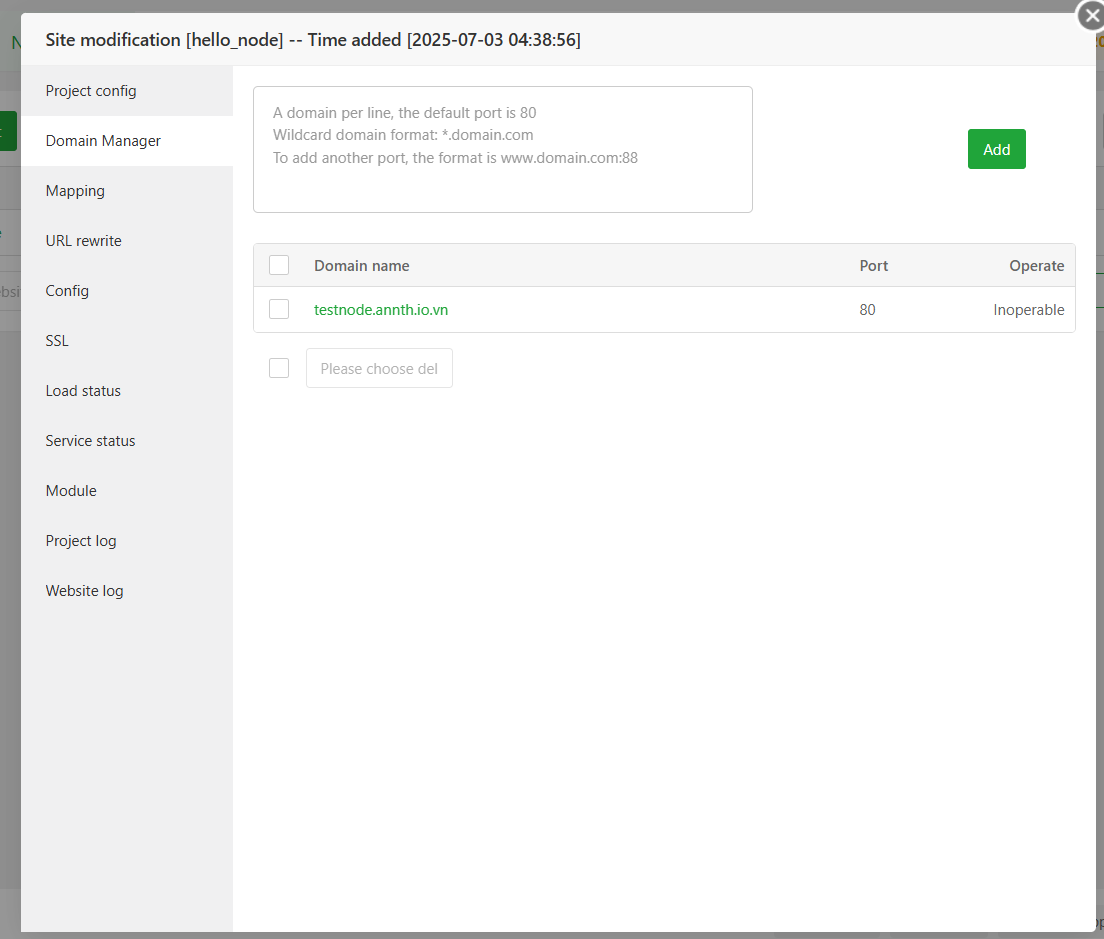 Site modification [hello_node] -- Time added [2025-07-03 04:38:56]
Project config
Domain Manager
Mapping
URL rewrite
Config
SSL
Load status
Service status
Module
Project log
Website log
A domain per line, the default port is 80
Wildcard domain format: *.domain.com
To add another port, the format is www.domain.com:88
Add
Domain name Port Operate
testnode.annth.io.vn 80 Inoperable
Please choose del